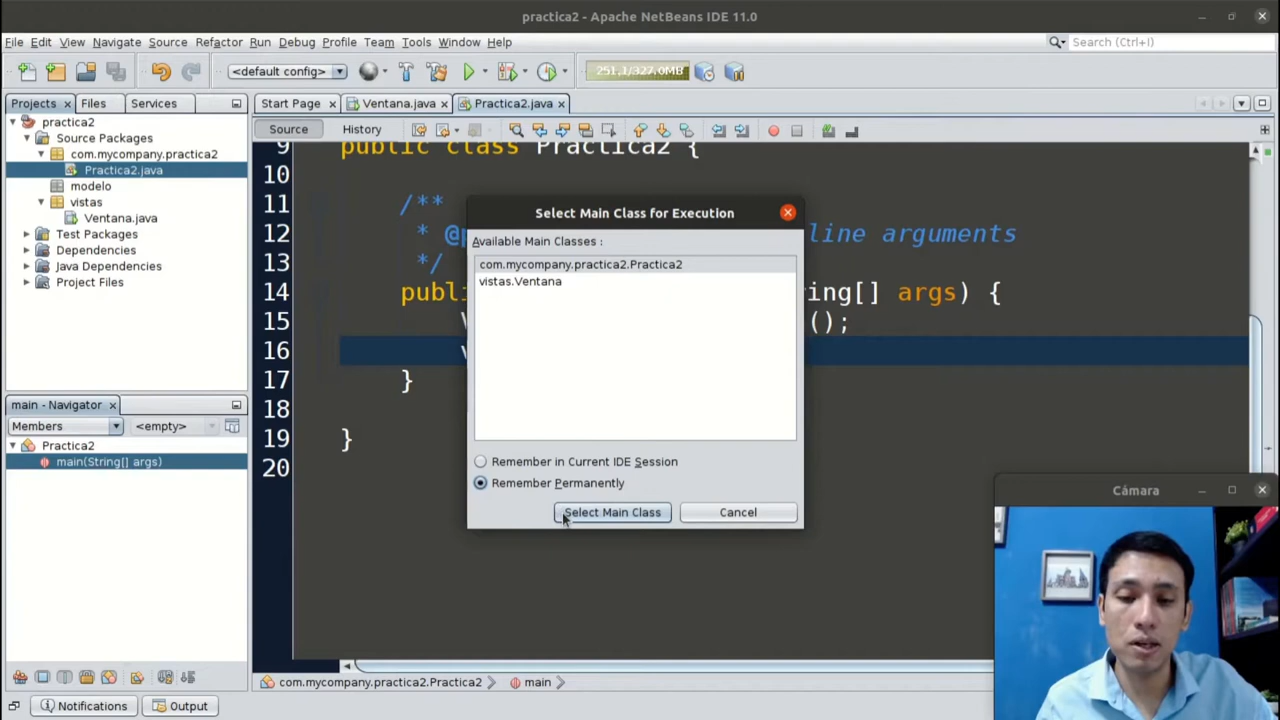 practica2 - Apache NetBeans IDE 11.0
File Edit View Navigate Source Refactor Run Debug Profile Team Tools Window Help
Search (Ctrl+I)
<default config>
251,1/327,0MB
Projects
Files
Services
Start Page
Ventana.java
Practica2.java
Source
History
practica2
Source Packages
com.mycompany.practica2
Practica2.java
modelo
vistas
Ventana.java
Test Packages
Dependencies
Java Dependencies
Project Files
main - Navigator
Members
<empty>
Practica2
main(String[] args)
9 public class Practica2 {
10
11 /**
12 * @ line arguments
13 */
14 publi ing[] args) {
15 ();
16
17 }
18
19 }
20
Select Main Class for Execution
Available Main Classes :
com.mycompany.practica2.Practica2
vistas.Ventana
Remember in Current IDE Session
Remember Permanently
Select Main Class
Cancel
Cámara
com.mycompany.practica2.Practica2
main
Notifications
Output